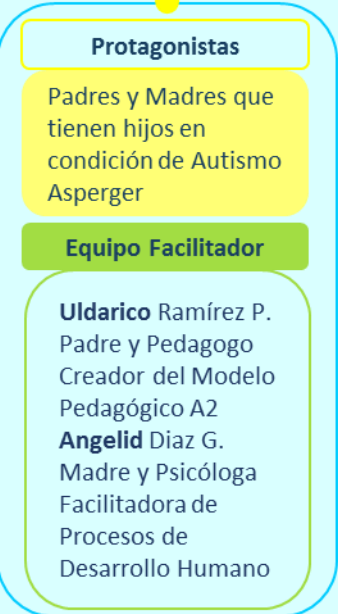 Protagonistas
Padres y Madres que
tienen hijos en
condición de Autismo
Asperger
Equipo Facilitador
Uldarico Ramírez P.
Padre y Pedagogo
Creador del Modelo
Pedagógico A2
Angelid Diaz G.
Madre y Psicóloga
Facilitadora de
Procesos de
Desarrollo Humano